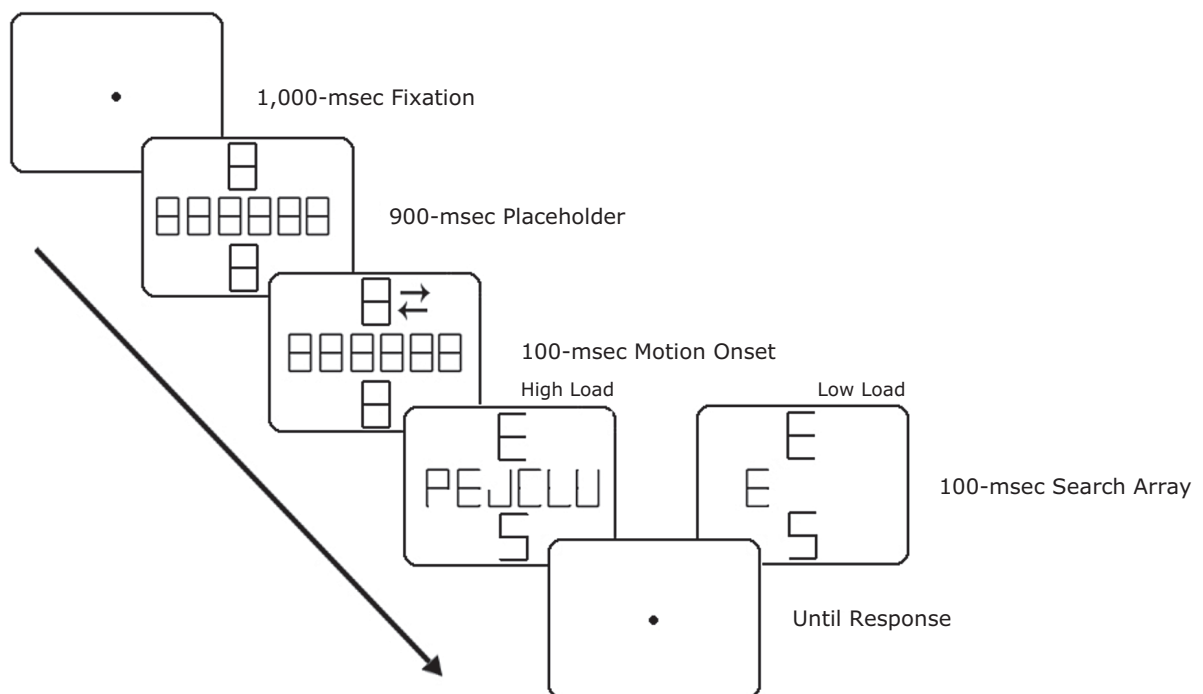 1,000-msec Fixation
900-msec Placeholder
100-msec Motion Onset
High Load
Low Load
E
PEJCLU
S
E
E
S
100-msec Search Array
Until Response